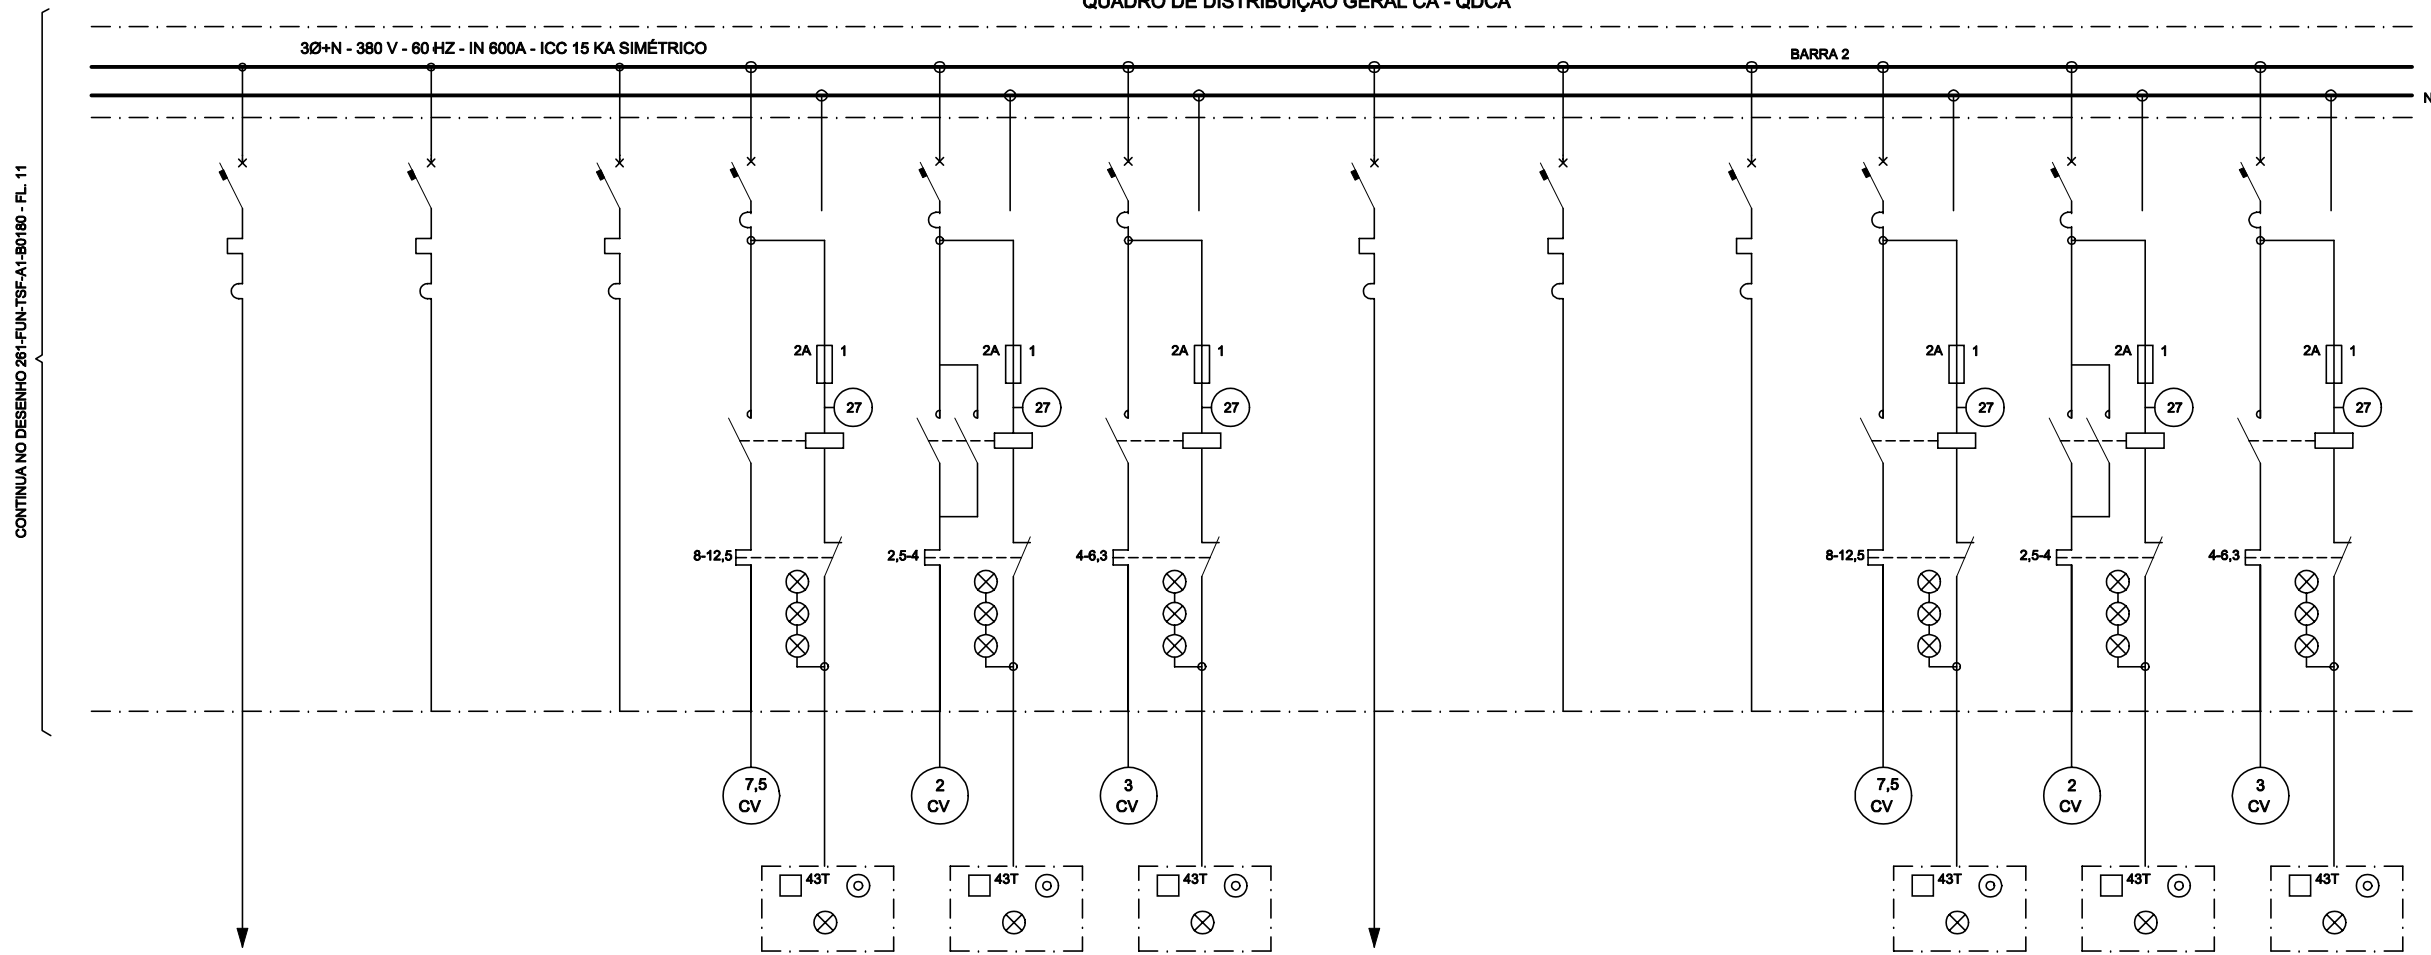 QUADRO DE DISTRIBUIÇÃO GERAL CA - QDCA
3Ø+N - 380 V - 60 HZ - IN 600A - ICC 15 KA SIMÉTRICO
BARRA 2
N
CONTINUA NO DESENHO 261-FUN-TSF-A1-B0180 - FL. 11
2A 1 2A 1 2A 1 2A 1 2A 1 2A 1
27 27 27 27 27 27
8-12,5 2,5-4 4-6,3 8-12,5 2,5-4 4-6,3
7,5 2 3 7,5 2 3
CV CV CV CV CV CV
43T 43T 43T 43T 43T 43T